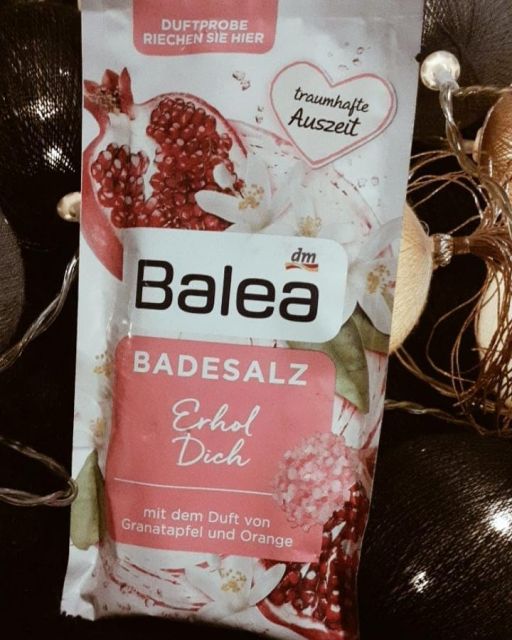 DUFTPROBE
RIECHEN SIE HIER
traumhafte
Auszeit
dm
Balea
BADESALZ
Erhol
Dich
mit dem Duft von
Granatapfel und Orange